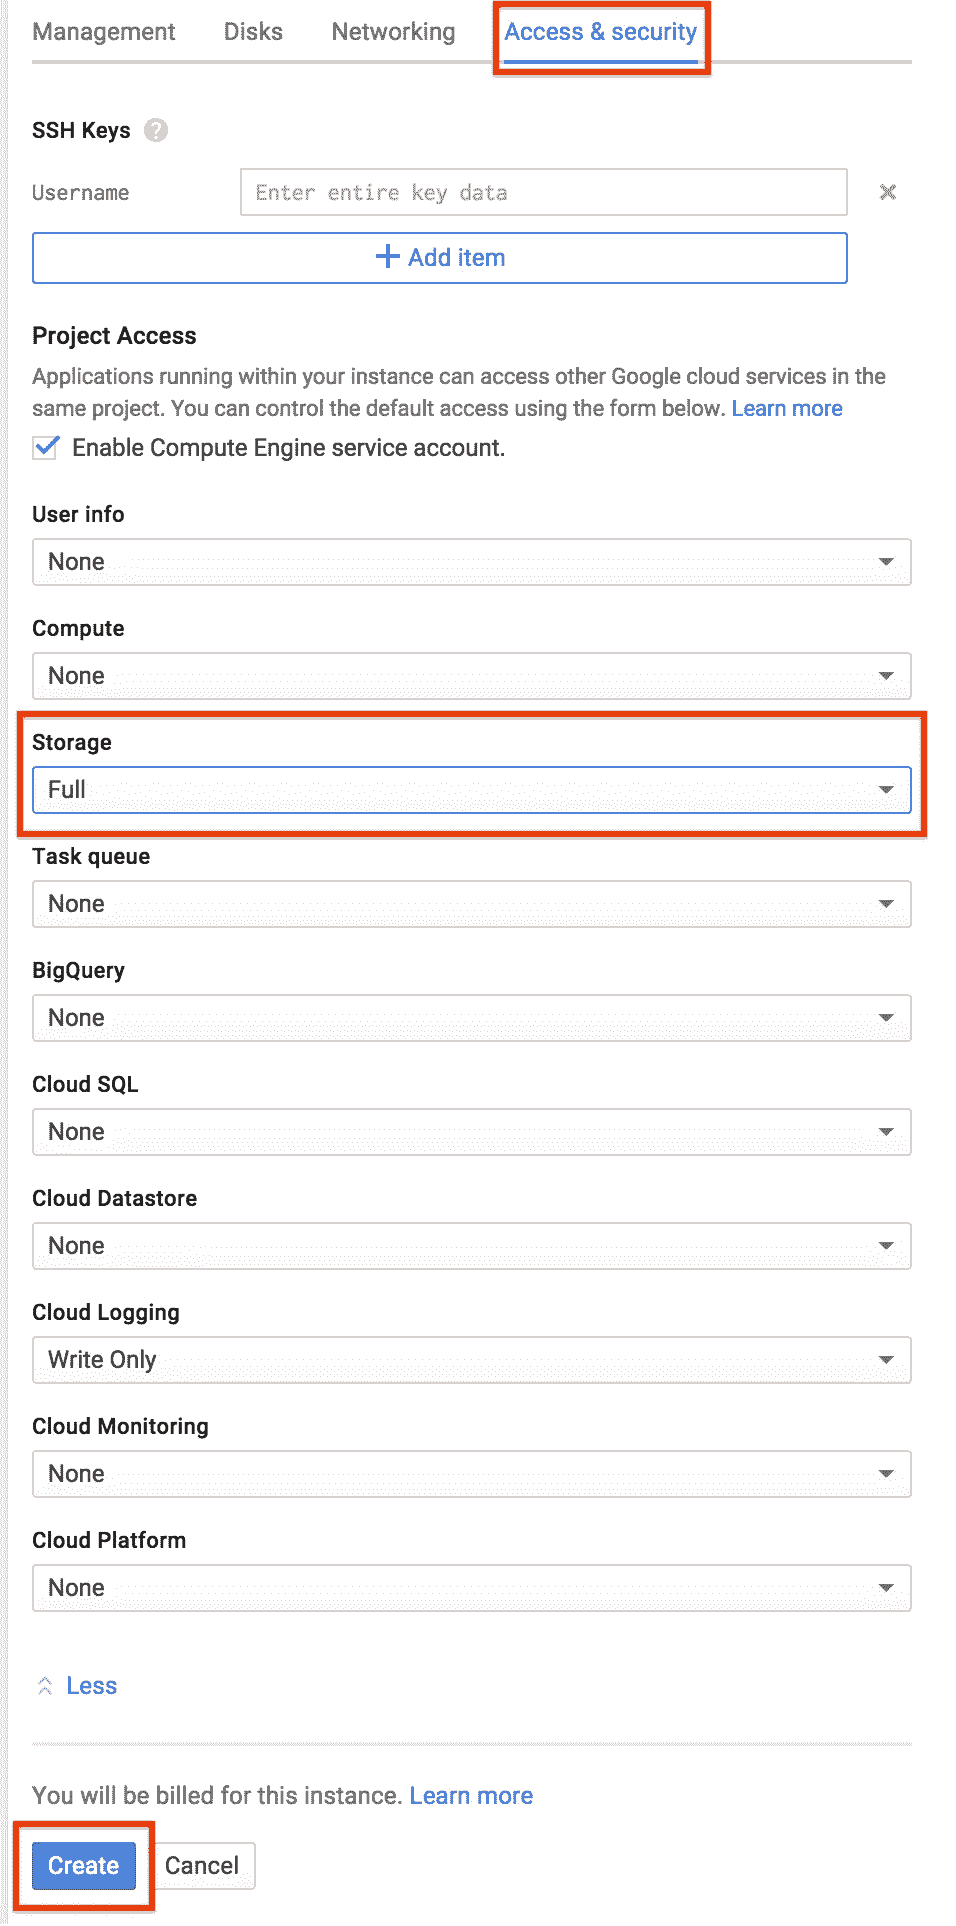 Management Disks Networking Access & security
SSH Keys ?
Username Enter entire key data ×
+ Add item
Project Access
Applications running within your instance can access other Google cloud services in the
same project. You can control the default access using the form below. Learn more
Enable Compute Engine service account.
User info
None
Compute
None
Storage
Full
Task queue
None
BigQuery
None
Cloud SQL
None
Cloud Datastore
None
Cloud Logging
Write Only
Cloud Monitoring
None
Cloud Platform
None
Less
You will be billed for this instance. Learn more
Create Cancel